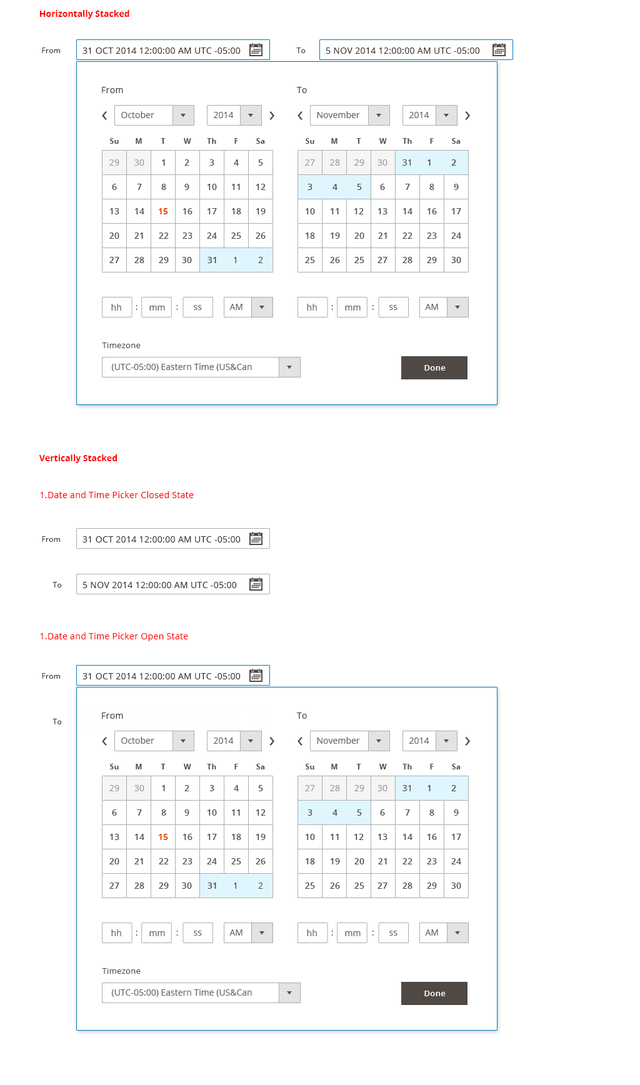 Horizontally Stacked
From 31 OCT 2014 12:00:00 AM UTC -05:00 To 5 NOV 2014 12:00:00 AM UTC -05:00
From To
October 2014 November 2014
Su M T W Th F Sa Su M T W Th F Sa
29 30 1 2 3 4 5 27 28 29 30 31 1 2
6 7 8 9 10 11 12 3 4 5 6 7 8 9
13 14 15 16 17 18 19 10 11 12 13 14 15 16 17
20 21 22 23 24 25 26 18 19 20 21 22 23 24
27 28 29 30 31 1 2 25 25 27 28 29 30
hh : mm : ss AM hh : mm : ss AM
Timezone
(UTC-05:00) Eastern Time (US&Can Done
Vertically Stacked
1.Date and Time Picker Closed State
From 31 OCT 2014 12:00:00 AM UTC -05:00
To 5 NOV 2014 12:00:00 AM UTC -05:00
1.Date and Time Picker Open State
From 31 OCT 2014 12:00:00 AM UTC -05:00
To From To
October 2014 November 2014
Su M T W Th F Sa Su M T W Th F Sa
29 30 1 2 3 4 5 27 28 29 30 31 1 2
6 7 8 9 10 11 12 3 4 5 6 7 8 9
13 14 15 16 17 18 19 10 11 12 13 14 15 17
20 21 22 23 24 25 26 18 19 20 21 22 23 24
27 28 29 30 31 1 2 25 25 27 28 29 30
hh : mm : ss AM hh : mm : ss AM
Timezone
(UTC-05:00) Eastern Time (US&Can Done